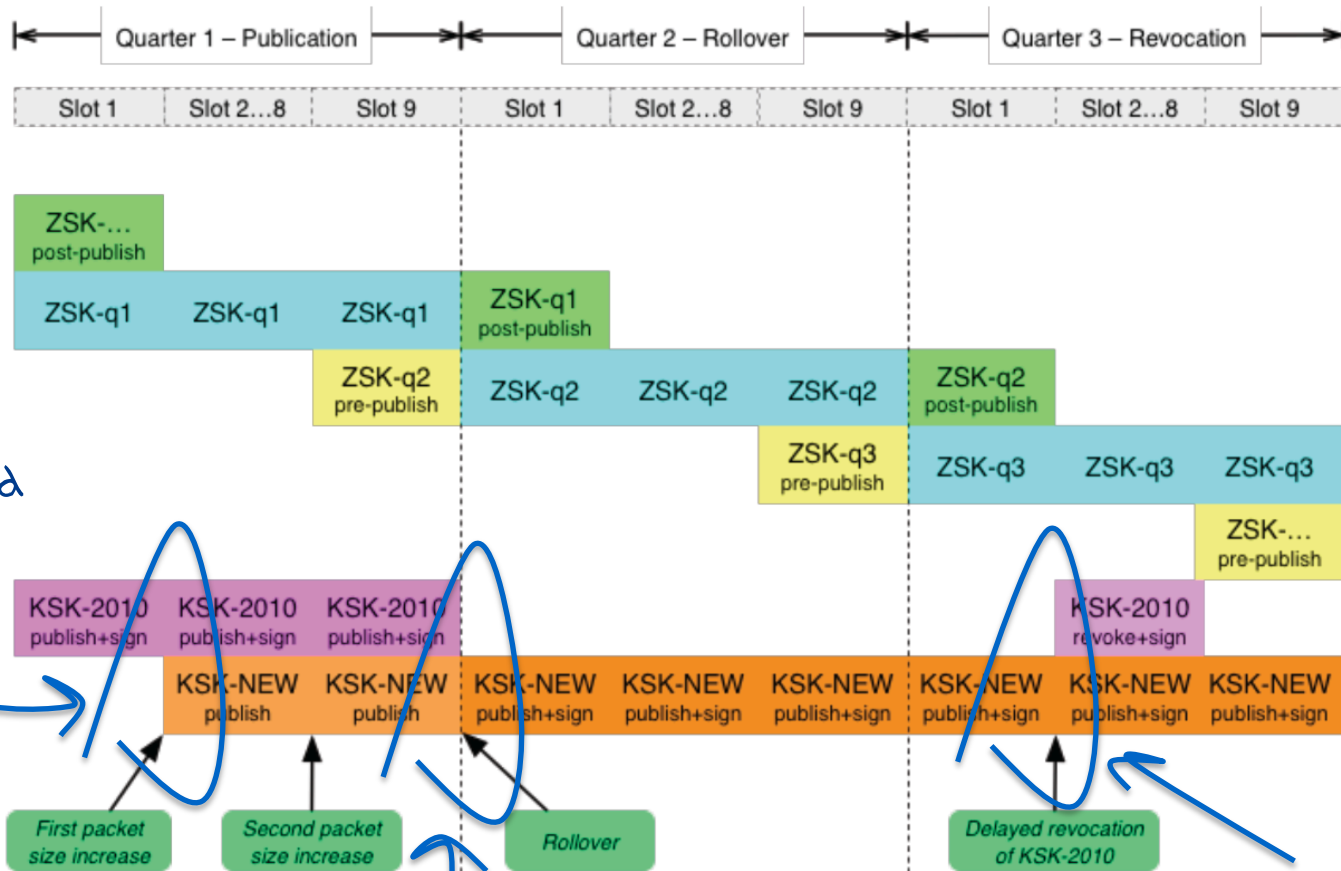 Quarter 1 – Publication Quarter 2 – Rollover Quarter 3 – Revocation
Slot 1 Slot 2...8 Slot 9 Slot 1 Slot 2...8 Slot 9 Slot 1 Slot 2...8 Slot 9
ZSK-...
post-publish
ZSK-q1 ZSK-q1 ZSK-q1 ZSK-q1
post-publish
ZSK-q2
pre-publish
ZSK-q2 ZSK-q2 ZSK-q2 ZSK-q2
post-publish
ZSK-q3
pre-publish
ZSK-q3 ZSK-q3 ZSK-q3
ZSK-...
pre-publish
KSK-2010 KSK-2010 KSK-2010 KSK-2010
publish+sign publish+sign publish+sign revoke+sign
KSK-NEW KSK-NEW KSK-NEW KSK-NEW KSK-NEW KSK-NEW KSK-NEW KSK-NEW
publish publish publish+sign publish+sign publish+sign publish+sign publish+sign publish+sign
First packet
size increase
Second packet
size increase
Rollover
Delayed revocation
of KSK-2010